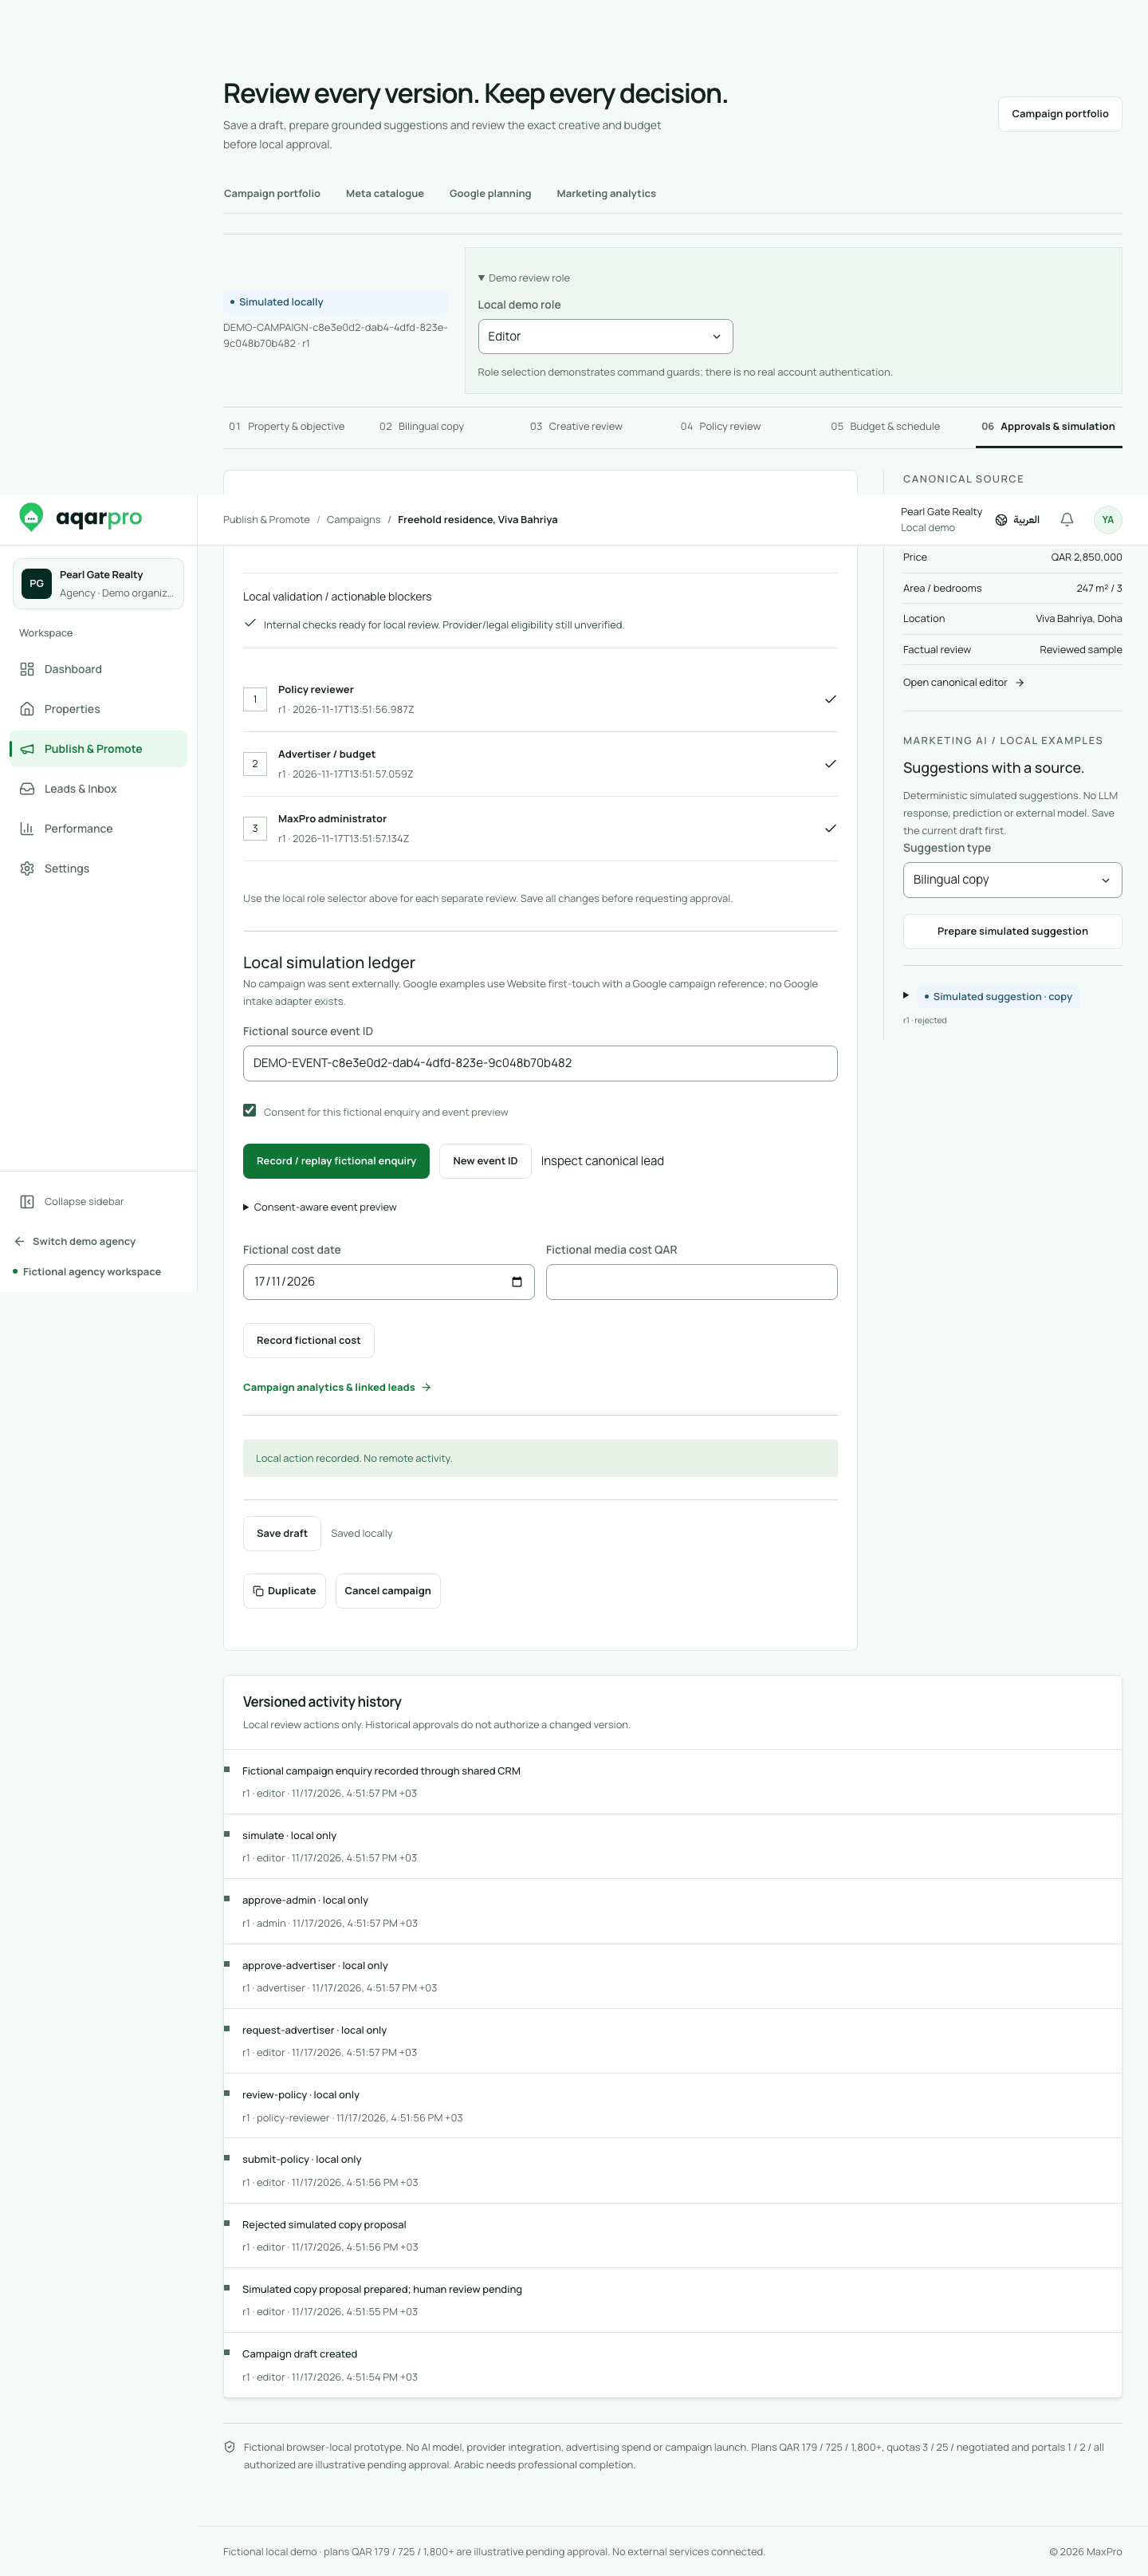 Review every version. Keep every decision.
Save a draft, prepare grounded suggestions and review the exact creative and budget
before local approval.
Campaign portfolio
Campaign portfolio
Meta catalogue
Google planning
Marketing analytics
Simulated locally
DEMO-CAMPAIGN-c8e3e0d2-dab4-4dfd-823e-
9c048b70b482 · r1
Demo review role
Local demo role
Editor
Role selection demonstrates command guards; there is no real account authentication.
01 Property & objective
02 Bilingual copy
03 Creative review
04 Policy review
05 Budget & schedule
06 Approvals & simulation
CANONICAL SOURCE
aqarpro
Publish & Promote / Campaigns / Freehold residence, Viva Bahriya
Pearl Gate Realty
Local demo
العربية
YA
PG
Pearl Gate Realty
Agency · Demo organiz...
Workspace
Dashboard
Properties
Publish & Promote
Leads & Inbox
Performance
Settings
Collapse sidebar
Switch demo agency
Fictional agency workspace
Local validation / actionable blockers
Internal checks ready for local review. Provider/legal eligibility still unverified.
1
Policy reviewer
r1 · 2026-11-17T13:51:56.987Z
2
Advertiser / budget
r1 · 2026-11-17T13:51:57.059Z
3
MaxPro administrator
r1 · 2026-11-17T13:51:57.134Z
Use the local role selector above for each separate review. Save all changes before requesting approval.
Local simulation ledger
No campaign was sent externally. Google examples use Website first-touch with a Google campaign reference; no Google
intake adapter exists.
Fictional source event ID
DEMO-EVENT-c8e3e0d2-dab4-4dfd-823e-9c048b70b482
Consent for this fictional enquiry and event preview
Record / replay fictional enquiry
New event ID
Inspect canonical lead
Consent-aware event preview
Fictional cost date
Fictional media cost QAR
17/11/2026
Record fictional cost
Campaign analytics & linked leads
Local action recorded. No remote activity.
Save draft
Saved locally
Duplicate
Cancel campaign
Price QAR 2,850,000
Area / bedrooms 247 m² / 3
Location Viva Bahriya, Doha
Factual review Reviewed sample
Open canonical editor
MARKETING AI / LOCAL EXAMPLES
Suggestions with a source.
Deterministic simulated suggestions. No LLM
response, prediction or external model. Save
the current draft first.
Suggestion type
Bilingual copy
Prepare simulated suggestion
Simulated suggestion · copy
r1 · rejected
Versioned activity history
Local review actions only. Historical approvals do not authorize a changed version.
Fictional campaign enquiry recorded through shared CRM
r1 · editor · 11/17/2026, 4:51:57 PM +03
simulate · local only
r1 · editor · 11/17/2026, 4:51:57 PM +03
approve-admin · local only
r1 · admin · 11/17/2026, 4:51:57 PM +03
approve-advertiser · local only
r1 · advertiser · 11/17/2026, 4:51:57 PM +03
request-advertiser · local only
r1 · editor · 11/17/2026, 4:51:57 PM +03
review-policy · local only
r1 · policy-reviewer · 11/17/2026, 4:51:56 PM +03
submit-policy · local only
r1 · editor · 11/17/2026, 4:51:56 PM +03
Rejected simulated copy proposal
r1 · editor · 11/17/2026, 4:51:56 PM +03
Simulated copy proposal prepared; human review pending
r1 · editor · 11/17/2026, 4:51:55 PM +03
Campaign draft created
r1 · editor · 11/17/2026, 4:51:54 PM +03
Fictional browser-local prototype. No AI model, provider integration, advertising spend or campaign launch. Plans QAR 179 / 725 / 1,800+, quotas 3 / 25 / negotiated and portals 1 / 2 / all
authorized are illustrative pending approval. Arabic needs professional completion.
Fictional local demo · plans QAR 179 / 725 / 1,800+ are illustrative pending approval. No external services connected.
© 2026 MaxPro